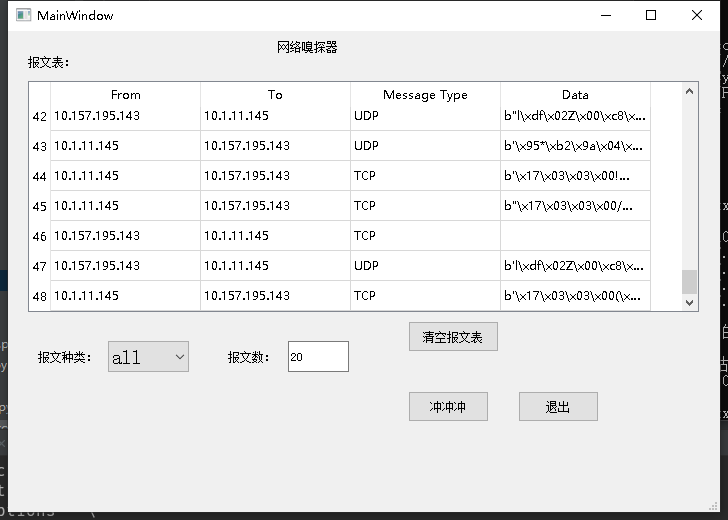 MainWindow
网络嗅探器
报文表：
From To Message Type Data
42 10.157.195.143 10.1.11.145 UDP b"l\xdf\x02Z\x00\xc8\x...
43 10.1.11.145 10.157.195.143 UDP b'\x95*\xb2\x9a\x04\x...
44 10.1.11.145 10.157.195.143 TCP b'\x17\x03\x03\x00!...
45 10.1.11.145 10.157.195.143 TCP b"\x17\x03\x03\x00/...
46 10.157.195.143 10.1.11.145 TCP
47 10.157.195.143 10.1.11.145 UDP b'l\xdf\x02Z\x00\xc8\x...
48 10.1.11.145 10.157.195.143 TCP b'\x17\x03\x03\x00(\x...
清空报文表
报文种类： all 报文数： 20
冲冲冲 退出